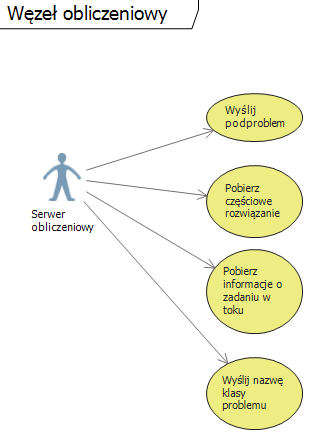 Węzeł obliczeniowy
Wyślij
podproblem
Pobierz
częściowe
rozwiązanie
Serwer
obliczeniowy
Pobierz
informacje o
zadaniu w
toku
Wyślij nazwę
klasy
problemu